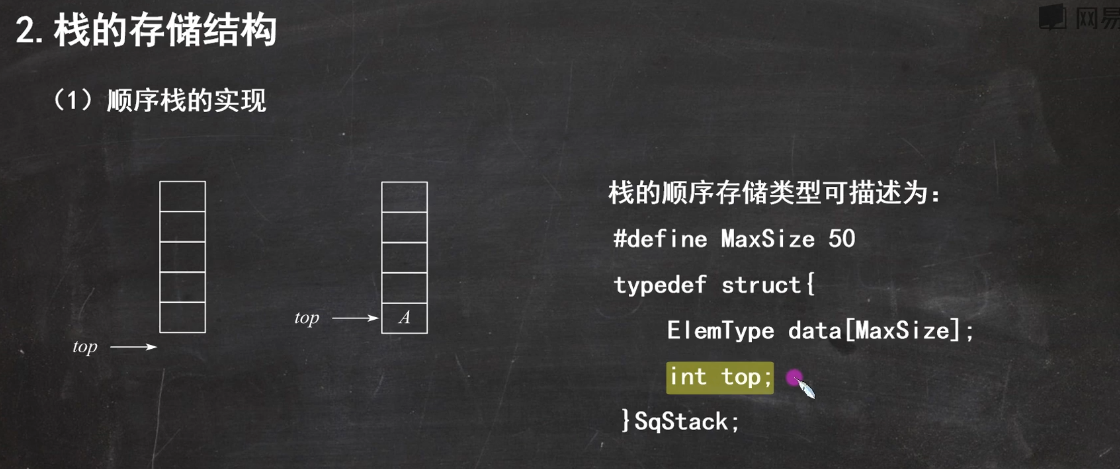 2.栈的存储结构
网易
（1）顺序栈的实现
栈的顺序存储类型可描述为：
#define MaxSize 50
typedef struct{
ElemType data[MaxSize];
int top;
}SqStack;
top
A
top